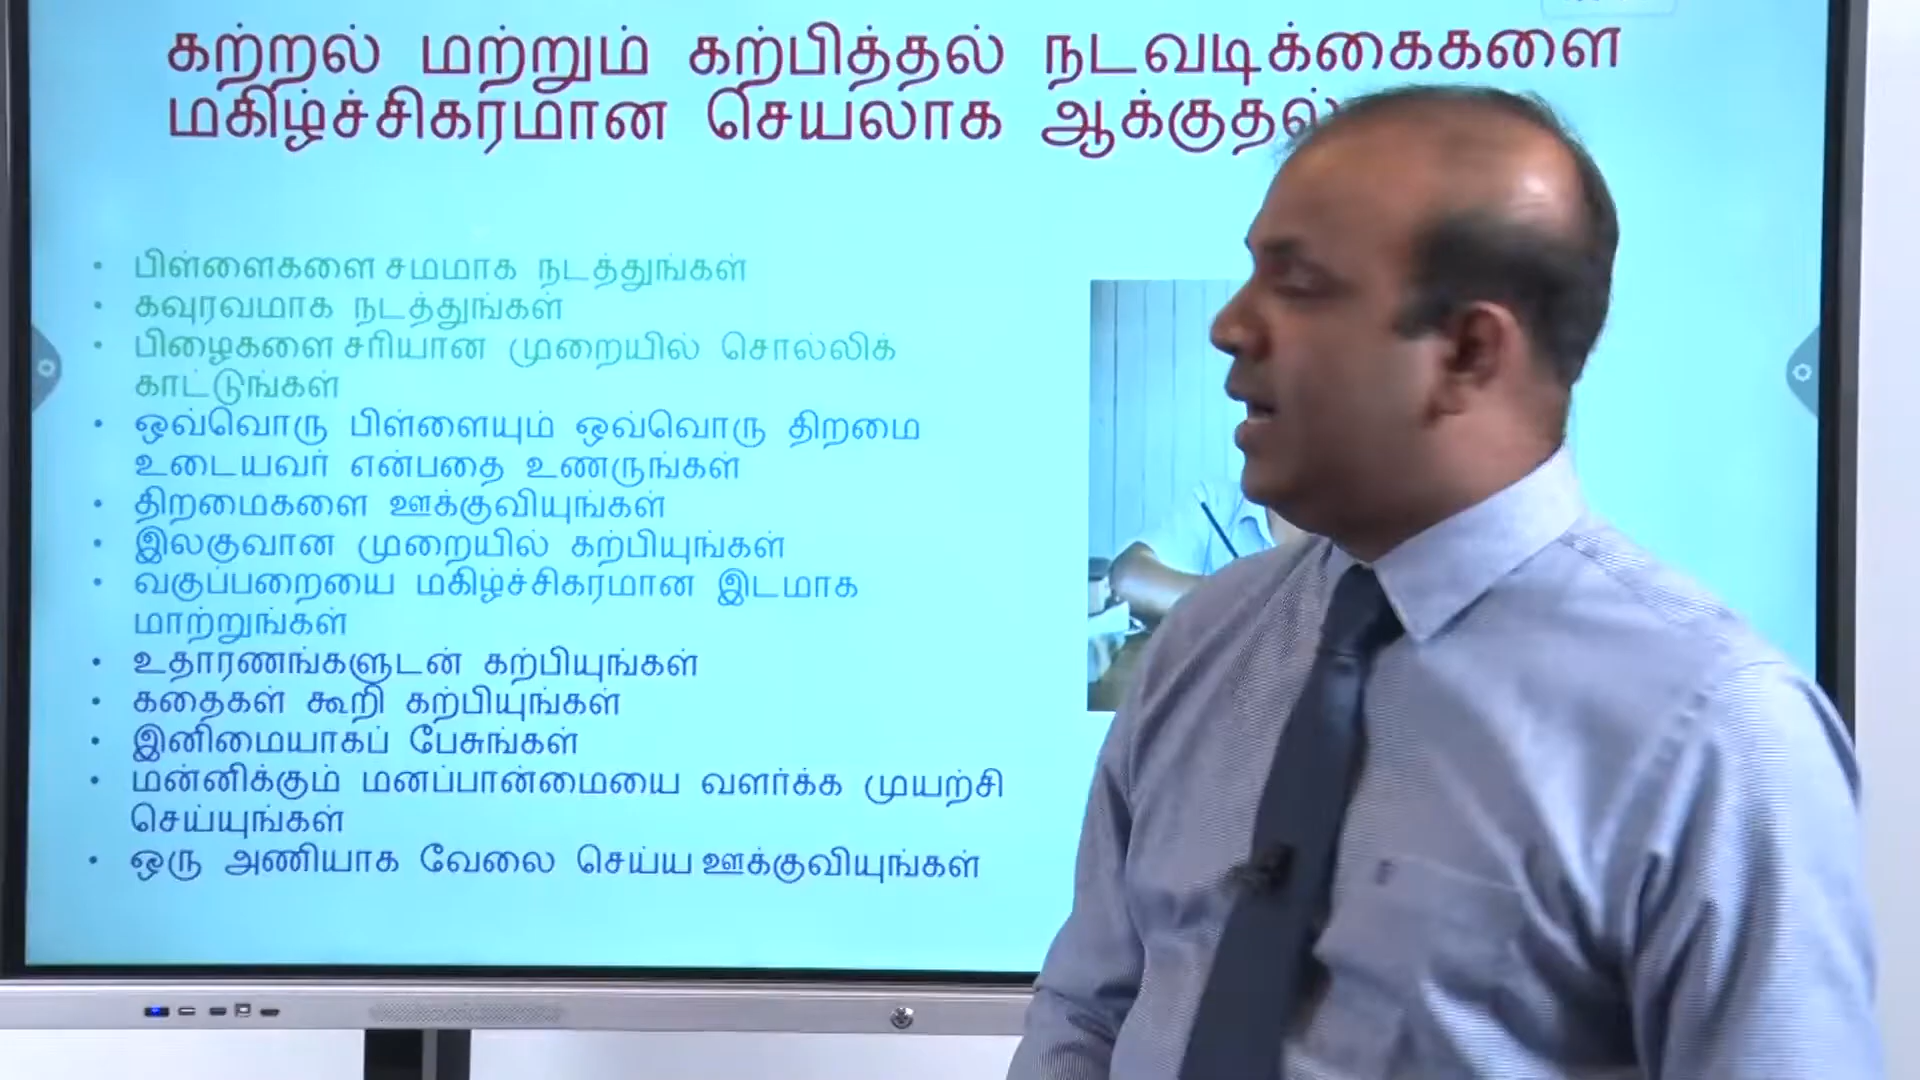 கற்றல் மற்றும் கற்பித்தல் நடவடிக்கைகளை
மகிழ்ச்சிகரமான செயலாக ஆக்குதல்
• பிள்ளைகளை சமமாக நடத்துங்கள்
• கவுரவமாக நடத்துங்கள்
• பிழைகளை சரியான முறையில் சொல்லிக்
காட்டுங்கள்
• ஒவ்வொரு பிள்ளையும் ஒவ்வொரு திறமை
உடையவர் என்பதை உணருங்கள்
• திறமைகளை ஊக்குவியுங்கள்
• இலகுவான முறையில் கற்பியுங்கள்
• வகுப்பறையை மகிழ்ச்சிகரமான இடமாக
மாற்றுங்கள்
• உதாரணங்களுடன் கற்பியுங்கள்
• கதைகள் கூறி கற்பியுங்கள்
• இனிமையாகப் பேசுங்கள்
• மன்னிக்கும் மனப்பான்மையை வளர்க்க முயற்சி
செய்யுங்கள்
• ஒரு அணியாக வேலை செய்ய ஊக்குவியுங்கள்